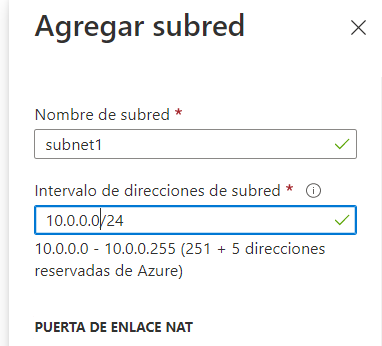 Agregar subred
Nombre de subred *
subnet1
Intervalo de direcciones de subred *
10.0.0.0/24
10.0.0.0 - 10.0.0.255 (251 + 5 direcciones
reservadas de Azure)
PUERTA DE ENLACE NAT